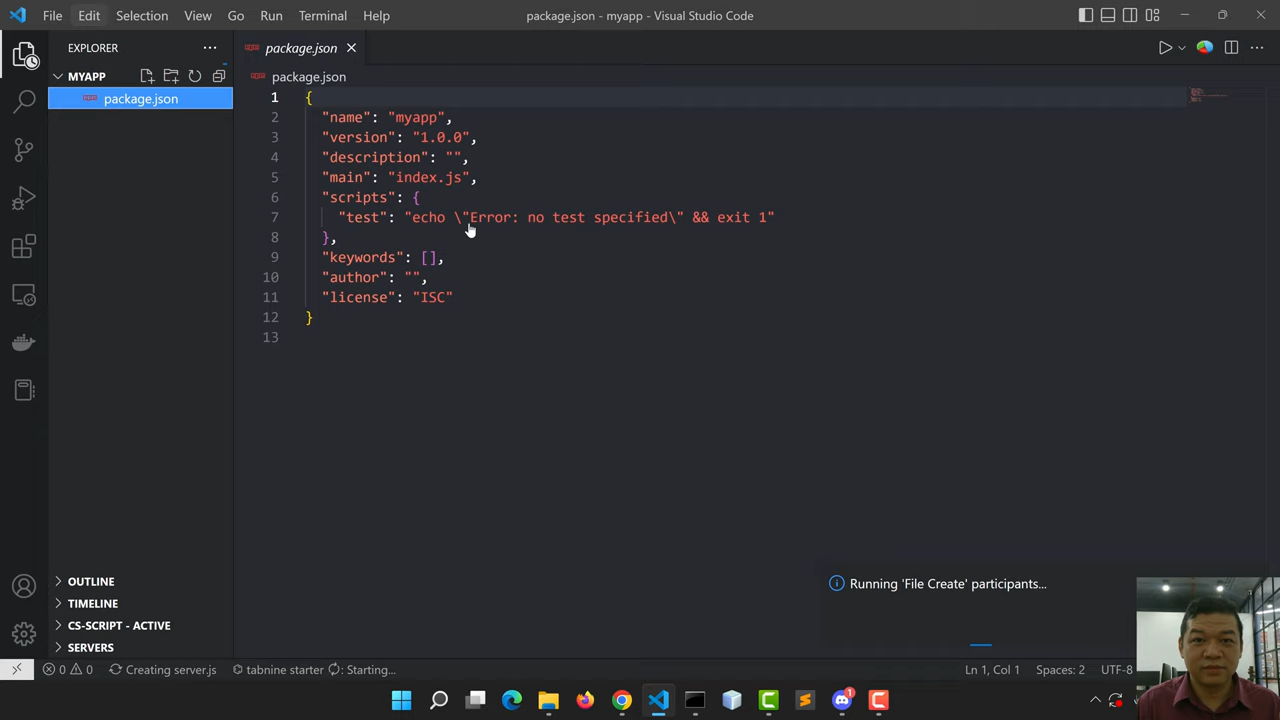 File Edit Selection View Go Run Terminal Help
package.json - myapp - Visual Studio Code
EXPLORER
package.json
MYAPP
package.json
package.json
1 {
2 "name": "myapp",
3 "version": "1.0.0",
4 "description": "",
5 "main": "index.js",
6 "scripts": {
7 "test": "echo \"Error: no test specified\" && exit 1"
8 },
9 "keywords": [],
10 "author": "",
11 "license": "ISC"
12 }
13
OUTLINE
TIMELINE
CS-SCRIPT - ACTIVE
SERVERS
Running 'File Create' participants...
0 0 Creating server.js tabnine starter : Starting... Ln 1, Col 1 Spaces: 2 UTF-8
1